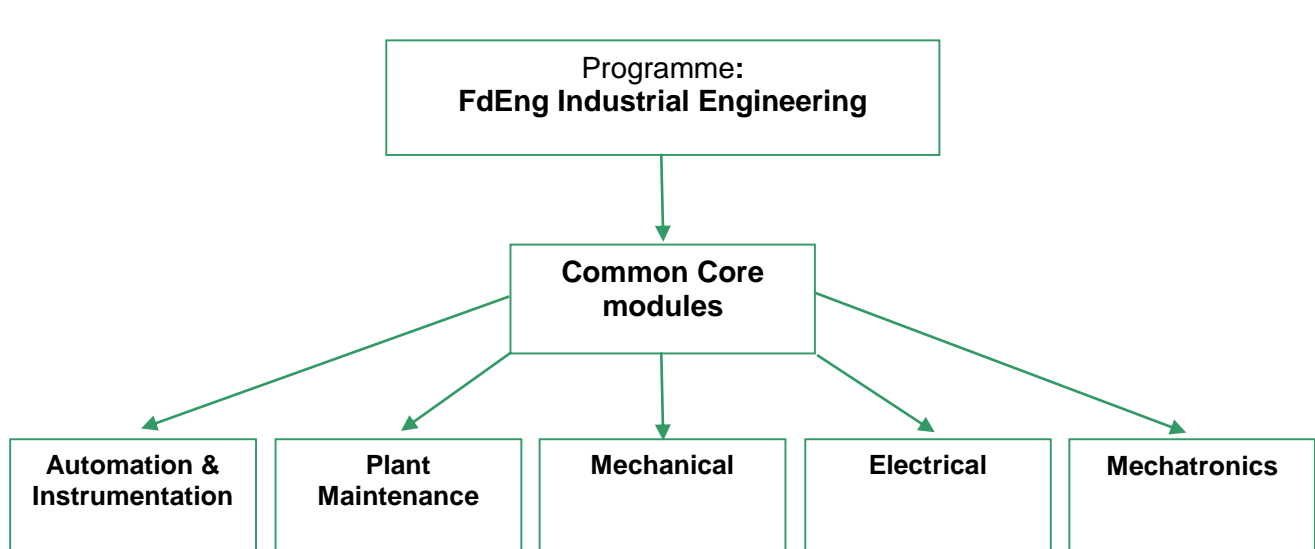 Programme:
FdEng Industrial Engineering
Common Core
modules
Automation &
Instrumentation
Plant
Maintenance
Mechanical
Electrical
Mechatronics